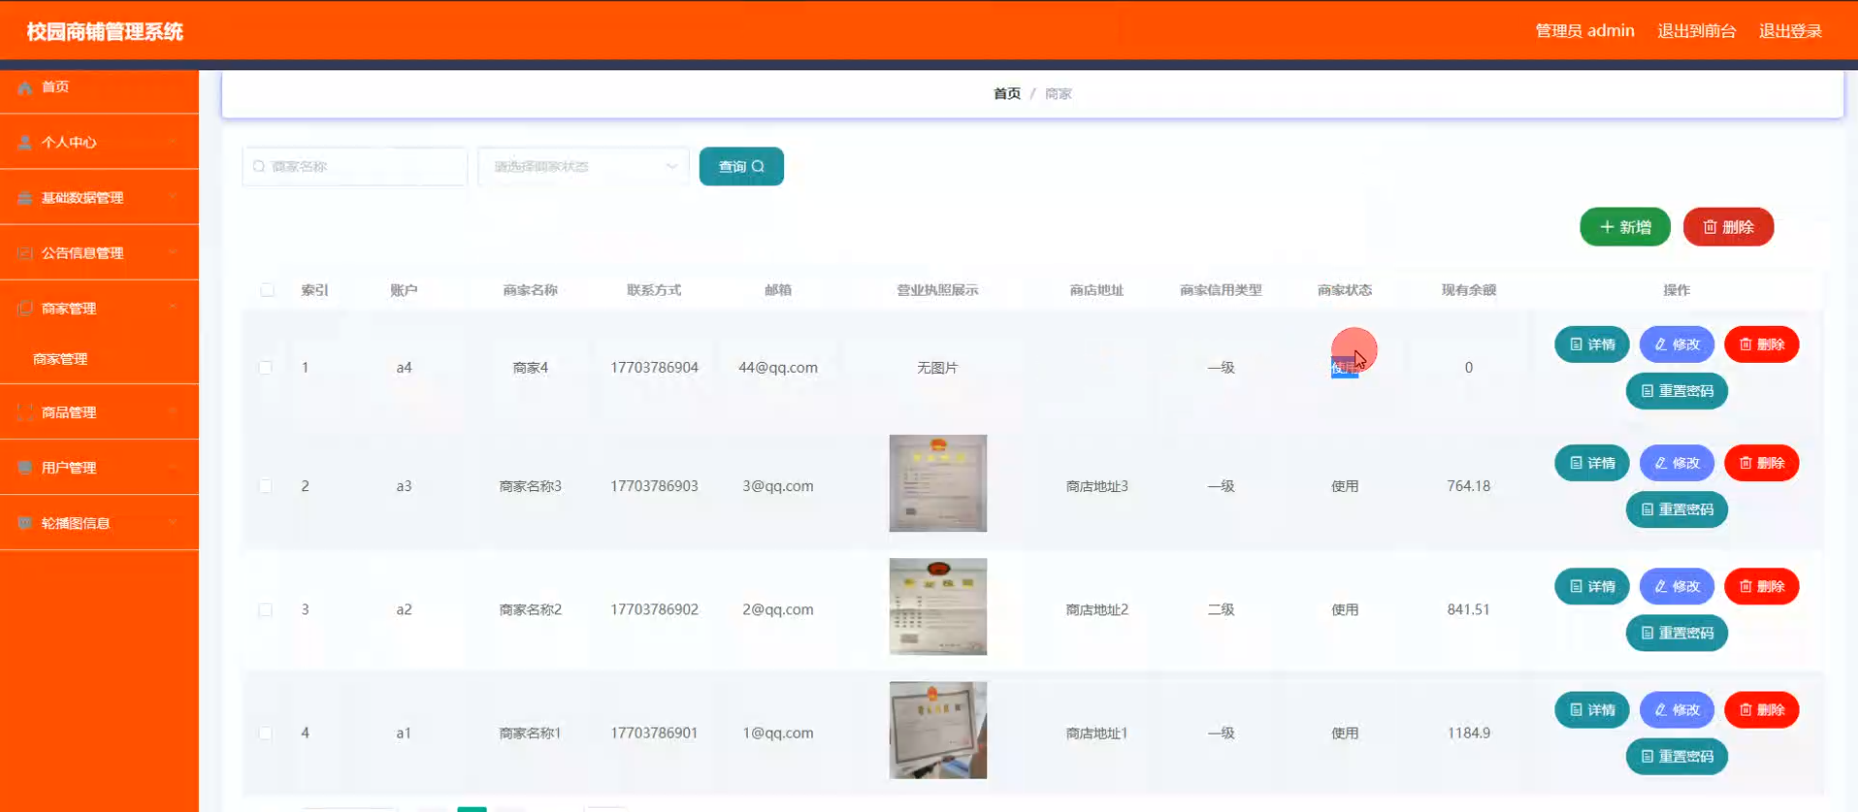 校园商铺管理系统
管理员 admin 退出到前台 退出登录
首页
个人中心
基础数据管理
公告信息管理
商家管理
商家管理
商品管理
用户管理
轮播图信息
首页 / 商家
商家名称 请选择商家状态 查询
新增 删除
索引 账户 商家名称 联系方式 邮箱 营业执照展示 商店地址 商家信用类型 商家状态 现有余额 操作
1 a4 商家4 17703786904 44@qq.com 无图片 一级 使用 0 详情 修改 删除
重置密码
2 a3 商家名称3 17703786903 3@qq.com 商店地址3 一级 使用 764.18 详情 修改 删除
重置密码
3 a2 商家名称2 17703786902 2@qq.com 商店地址2 二级 使用 841.51 详情 修改 删除
重置密码
4 a1 商家名称1 17703786901 1@qq.com 商店地址1 一级 使用 1184.9 详情 修改 删除
重置密码